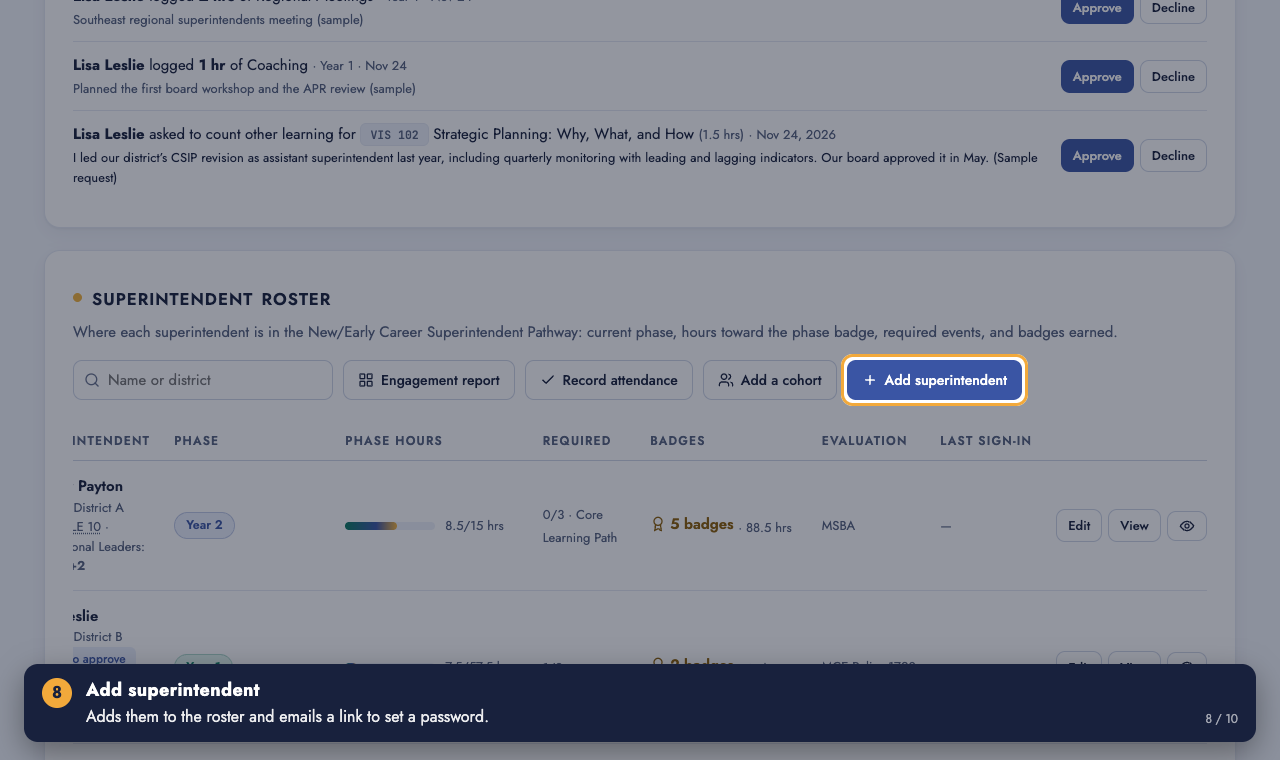 Southeast regional superintendents meeting (sample)
Approve
Decline
Lisa Leslie logged 1 hr of Coaching · Year 1 · Nov 24
Planned the first board workshop and the APR review (sample)
Approve
Decline
Lisa Leslie asked to count other learning for VIS 102 Strategic Planning: Why, What, and How (1.5 hrs) · Nov 24, 2026
I led our district's CSIP revision as assistant superintendent last year, including quarterly monitoring with leading and lagging indicators. Our board approved it in May. (Sample
request)
Approve
Decline
SUPERINTENDENT ROSTER
Where each superintendent is in the New/Early Career Superintendent Pathway: current phase, hours toward the phase badge, required events, and badges earned.
Name or district
Engagement report
Record attendance
Add a cohort
+ Add superintendent
INTENDENT
PHASE
PHASE HOURS
REQUIRED
BADGES
EVALUATION
LAST SIGN-IN
Payton
District A
LE 10 ·
onal Leaders:
+2
Year 2
8.5/15 hrs
0/3 · Core
Learning Path
5 badges · 88.5 hrs
MSBA
—
Edit
View
eslie
District B
o approve
8
Add superintendent
Adds them to the roster and emails a link to set a password.
8 / 10